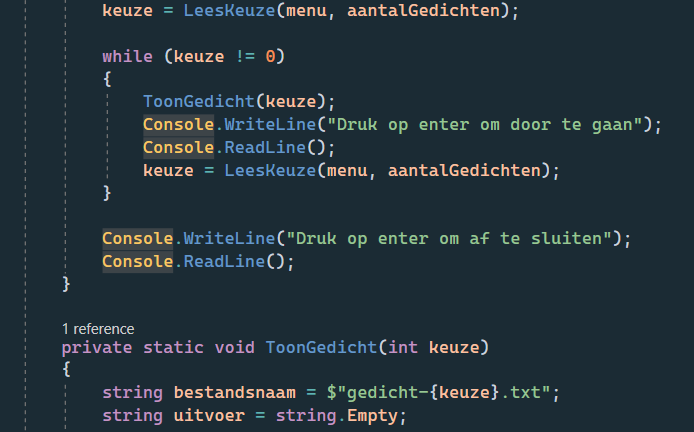 keuze = LeesKeuze(menu, aantalGedichten);
while (keuze != 0)
{
ToonGedicht(keuze);
Console.WriteLine("Druk op enter om door te gaan");
Console.ReadLine();
keuze = LeesKeuze(menu, aantalGedichten);
}
Console.WriteLine("Druk op enter om af te sluiten");
Console.ReadLine();
}
1 reference
private static void ToonGedicht(int keuze)
{
string bestandsnaam = $"gedicht-{keuze}.txt";
string uitvoer = string.Empty;